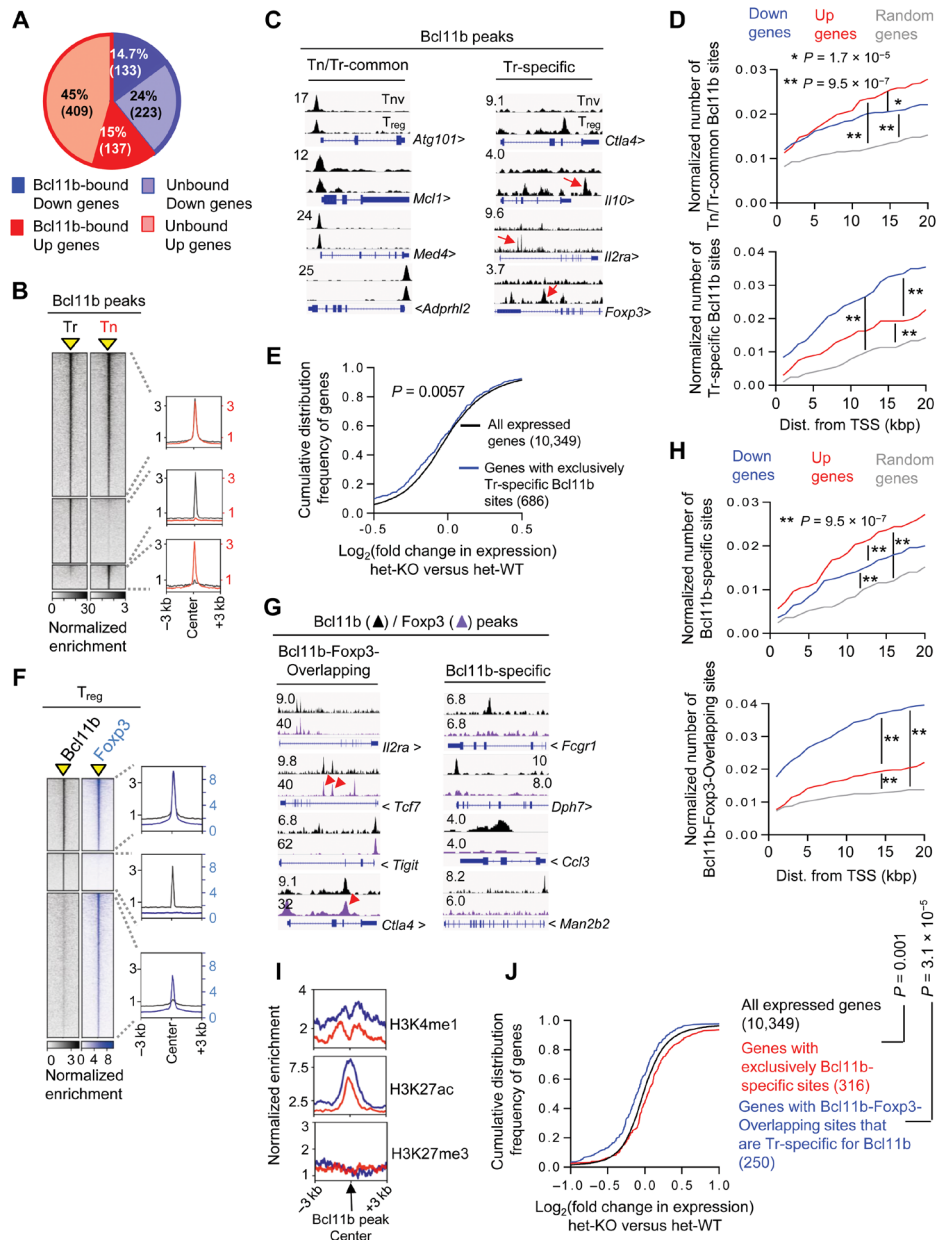 A
14.7%
(133)
45%
(409)
24%
(223)
15%
(137)
Bcl11b-bound
Down genes
Unbound
Down genes
Bcl11b-bound
Up genes
Unbound
Up genes
B
Bcl11b peaks
Tr
Tn
3
3
1
1
3
3
1
1
3
3
1
1
0
3
0
3
Normalized
enrichment
−3 kb
Center
+3 kb
C
Bcl11b peaks
Tn/Tr-common
Tr-specific
17
Tnv
Treg
Atg101>
12
Mcl1>
24
Med4>
25
<Adprhl2
9.1
Tnv
Treg
Ctla4>
4.0
Il10>
9.6
Il2ra>
3.7
Foxp3>
D
Down
genes
Up
genes
Random
genes
* P = 1.7 × 10−5
** P = 9.5 × 10−7
Normalized number of
Tn/Tr-common Bcl11b sites
0.03
0.02
0.01
0.00
*
**
**
0
5
10
15
20
Normalized number of
Tr-specific Bcl11b sites
0.04
0.03
0.02
0.01
0.00
**
**
**
0
5
10
15
20
Dist. from TSS (kbp)
E
Cumulative distribution
frequency of genes
1.0
0.8
0.6
0.4
0.2
0.0
P = 0.0057
All expressed
genes (10,349)
Genes with exclusively
Tr-specific Bcl11b
sites (686)
−0.5
0.0
0.5
Log2(fold change in expression)
het-KO versus het-WT
F
Treg
Bcl11b
Foxp3
3
1
8
4
2
0
3
1
8
4
2
0
3
1
8
4
2
0
0
3
0
4
8
Normalized
enrichment
−3 kb
Center
+3 kb
G
Bcl11b (▲) / Foxp3 (▲) peaks
Bcl11b-Foxp3-
Overlapping
Bcl11b-specific
9.0
40
Il2ra >
9.8
40
< Tcf7
6.8
62
< Tigit
9.1
32
Ctla4 >
6.8
6.8
< Fcgr1
10
8.0
Dph7>
4.0
4.0
< Ccl3
8.2
6.0
< Man2b2
H
Down
genes
Up
genes
Random
genes
** P = 9.5 × 10−7
Normalized number of
Bcl11b-specific sites
0.03
0.02
0.01
0.00
**
**
**
0
5
10
15
20
Normalized number of
Bcl11b-Foxp3-Overlapping sites
0.04
0.03
0.02
0.01
0.00
**
**
**
0
5
10
15
20
Dist. from TSS (kbp)
I
Normalized enrichment
4
2
H3K4me1
7.5
2.5
H3K27ac
3
2
1
H3K27me3
−3 kb
+3 kb
Bcl11b peak
Center
J
Cumulative distribution
frequency of genes
1.0
0.8
0.6
0.4
0.2
0.0
−1.0
−0.5
0.0
0.5
1.0
Log2(fold change in expression)
het-KO versus het-WT
All expressed genes
(10,349)
Genes with
exclusively Bcl11b-
specific sites (316)
Genes with Bcl11b-Foxp3-
Overlapping sites that
are Tr-specific for Bcl11b
(250)
P = 0.001
P = 3.1 × 10−5